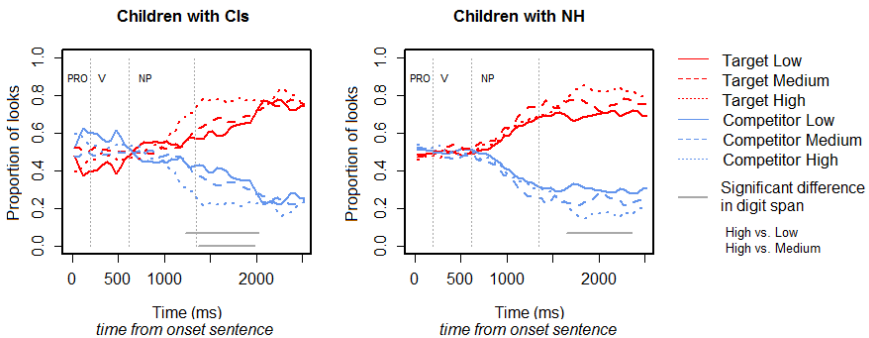 Children with CIs
Children with NH
Proportion of looks
1.0
0.8
0.6
0.4
0.2
0.0
PRO V NP
0 500 1000 2000
Time (ms)
time from onset sentence
Proportion of looks
1.0
0.8
0.6
0.4
0.2
0.0
PRO V NP
0 500 1000 2000
Time (ms)
time from onset sentence
Target Low
Target Medium
Target High
Competitor Low
Competitor Medium
Competitor High
Significant difference
in digit span
High vs. Low
High vs. Medium